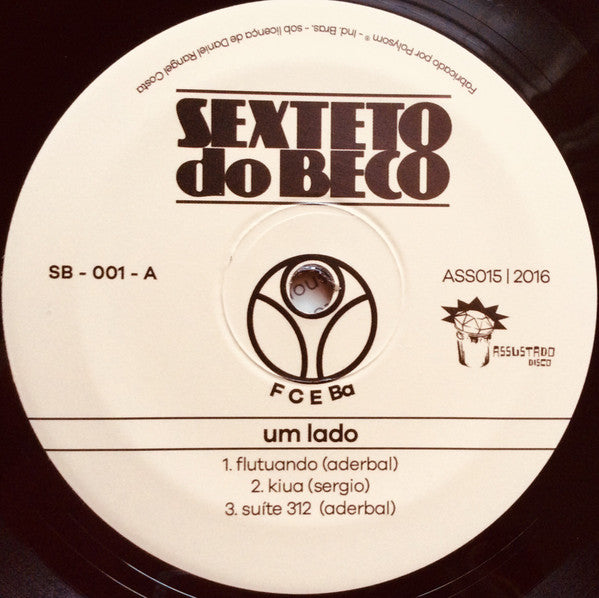 Fabricado por Polysom ® - Ind. Bras. - sob licença de Daniel Rangel Costa
SEXTETO
do BECO
SB - 001 - A
ASS015 | 2016
ASSUSTADO
DISCO
F C E Ba
um lado
1. flutuando (aderbal)
2. kiua (sergio)
3. suíte 312 (aderbal)